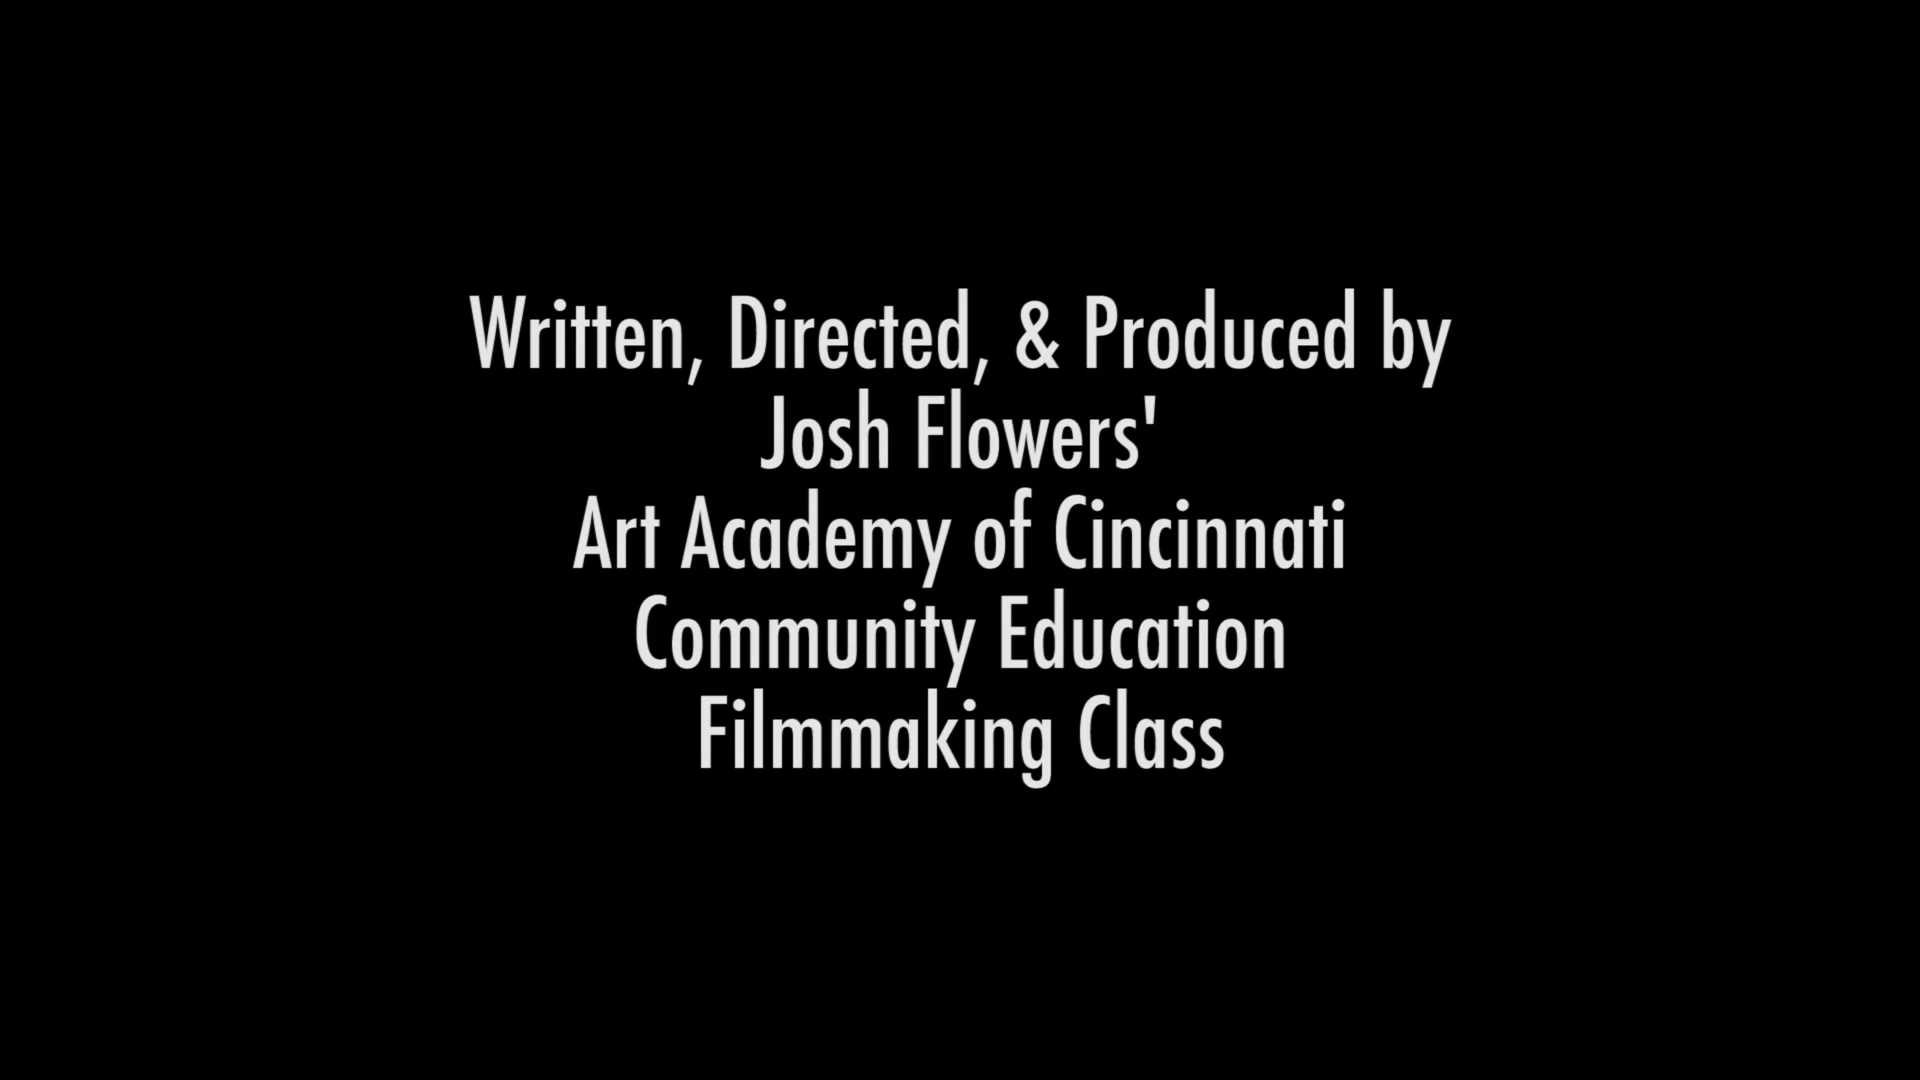 Written, Directed, & Produced by
Josh Flowers'
Art Academy of Cincinnati
Community Education
Filmmaking Class